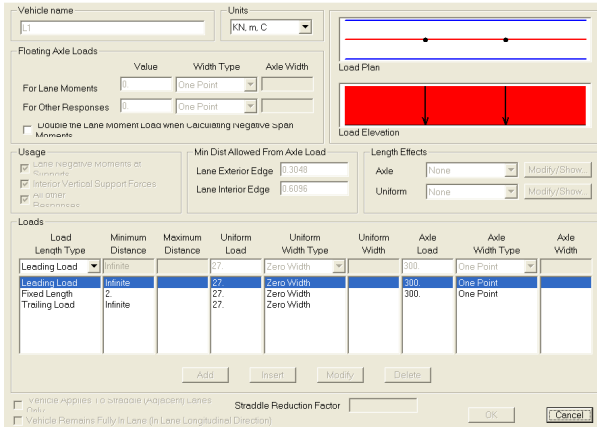 Vehicle name
L1
Units
KN, m, C
Floating Axle Loads
Value Width Type Axle Width
For Lane Moments 0. One Point
For Other Responses 0. One Point
Double the Lane Moment Load when Calculating Negative Span Moments
Load Plan
Load Elevation
Usage
Lane Negative Moments at Supports
Interior Vertical Support Forces
All other Responses
Min Dist Allowed From Axle Load
Lane Exterior Edge 0.3048
Lane Interior Edge 0.6096
Length Effects
Axle None Modify/Show...
Uniform None Modify/Show...
Loads
Load Length Type Minimum Distance Maximum Distance Uniform Load Uniform Width Type Uniform Width Axle Load Axle Width Type Axle Width
Leading Load Infinite 27. Zero Width 300. One Point
Leading Load Infinite 27. Zero Width 300. One Point
Fixed Length 2. 27. Zero Width 300. One Point
Trailing Load Infinite 27. Zero Width
Add Insert Modify Delete
Vehicle Applies To Straddle (Adjacent) Lanes Only
Straddle Reduction Factor
Vehicle Remains Fully In Lane (In Lane Longitudinal Direction)
OK Cancel